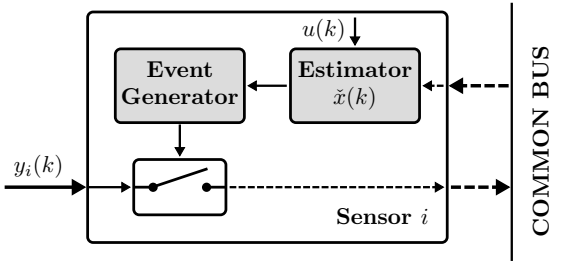 u(k)
Event
Generator
Estimator
x̌(k)
y_i(k)
Sensor i
COMMON BUS